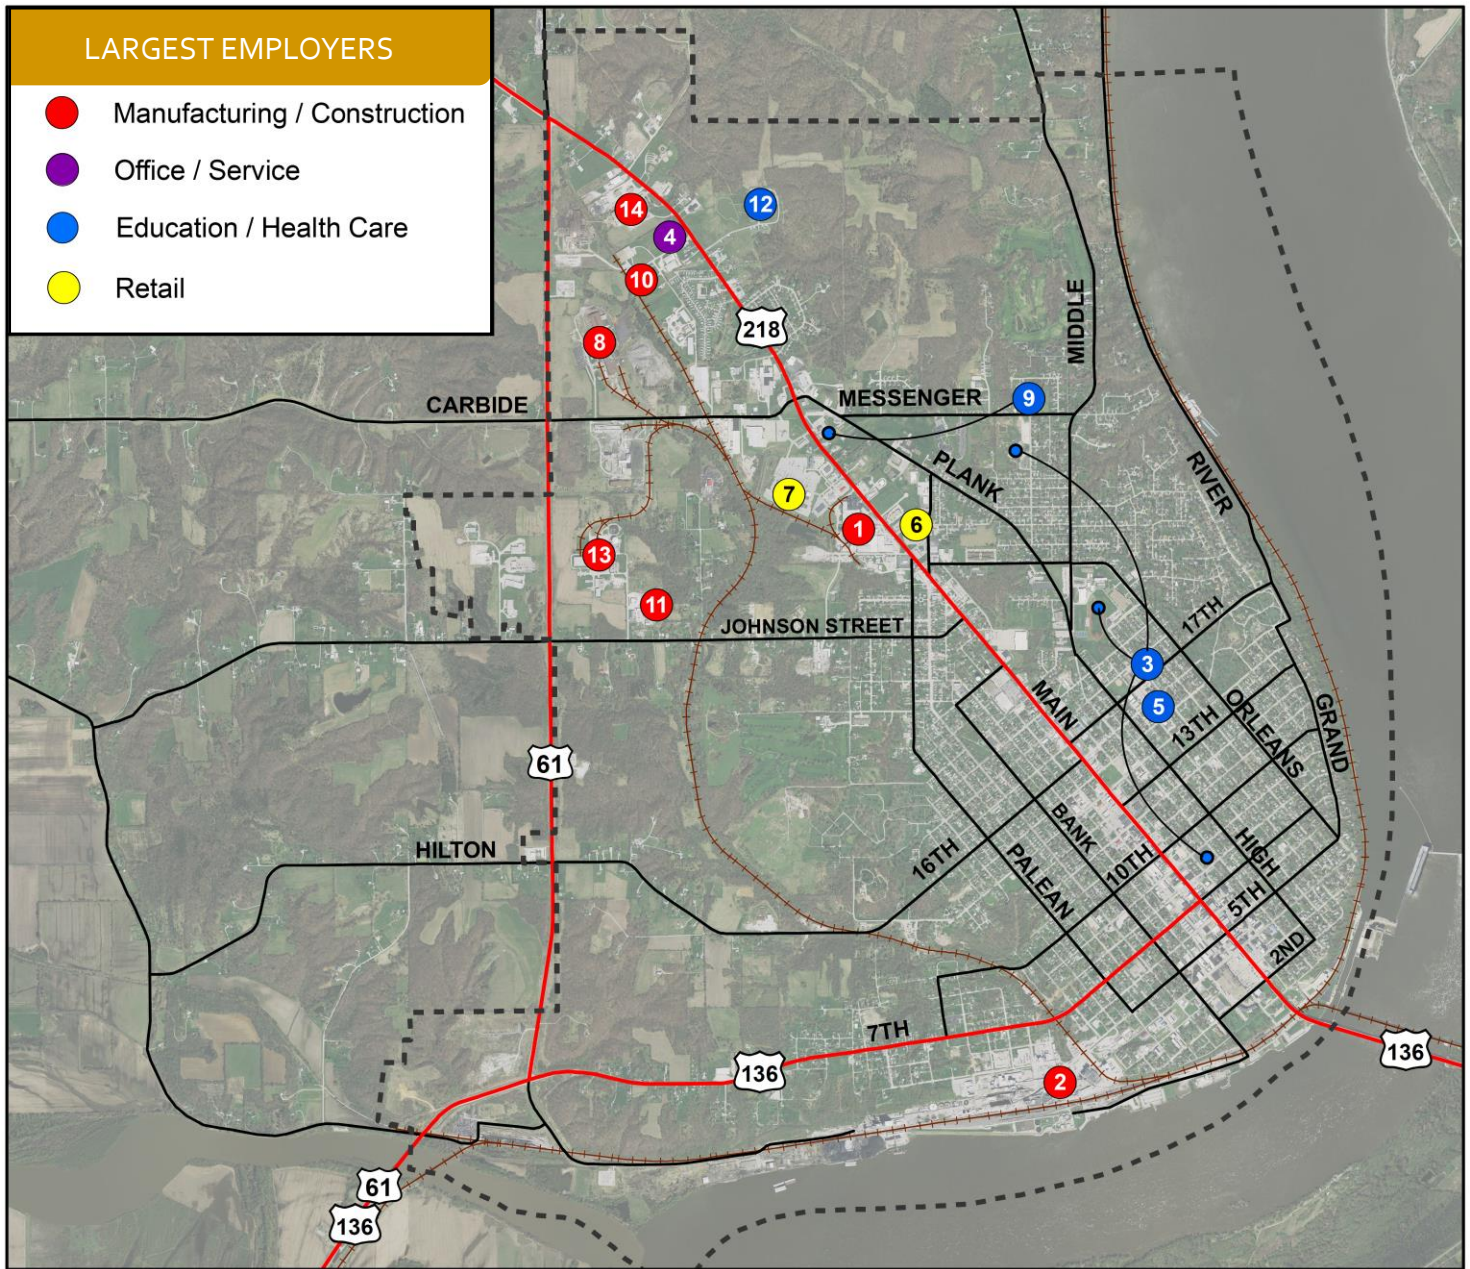 LARGEST EMPLOYERS
Manufacturing / Construction
Office / Service
Education / Health Care
Retail
14
12
4
10
218
8
MIDDLE
CARBIDE
MESSENGER
9
PLANK
RIVER
7
6
1
13
11
JOHNSON STREET
17TH
3
MAIN
5
13TH
ORLEANS
GRAND
61
BANK
HILTON
16TH
PALEAN
10TH
HIGH
5TH
2ND
7TH
136
136
2
61
136